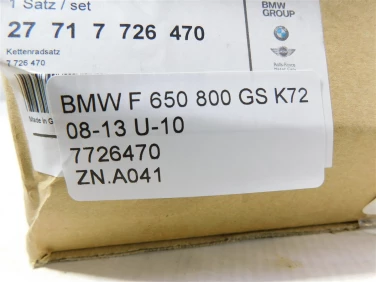 1 Satz / set
BMW
GROUP
27 71 7 726 470
Kettenradsatz
7 726 470
Made in G
BMW F 650 800 GS K72
08-13 U-10
7726470
ZN.A041